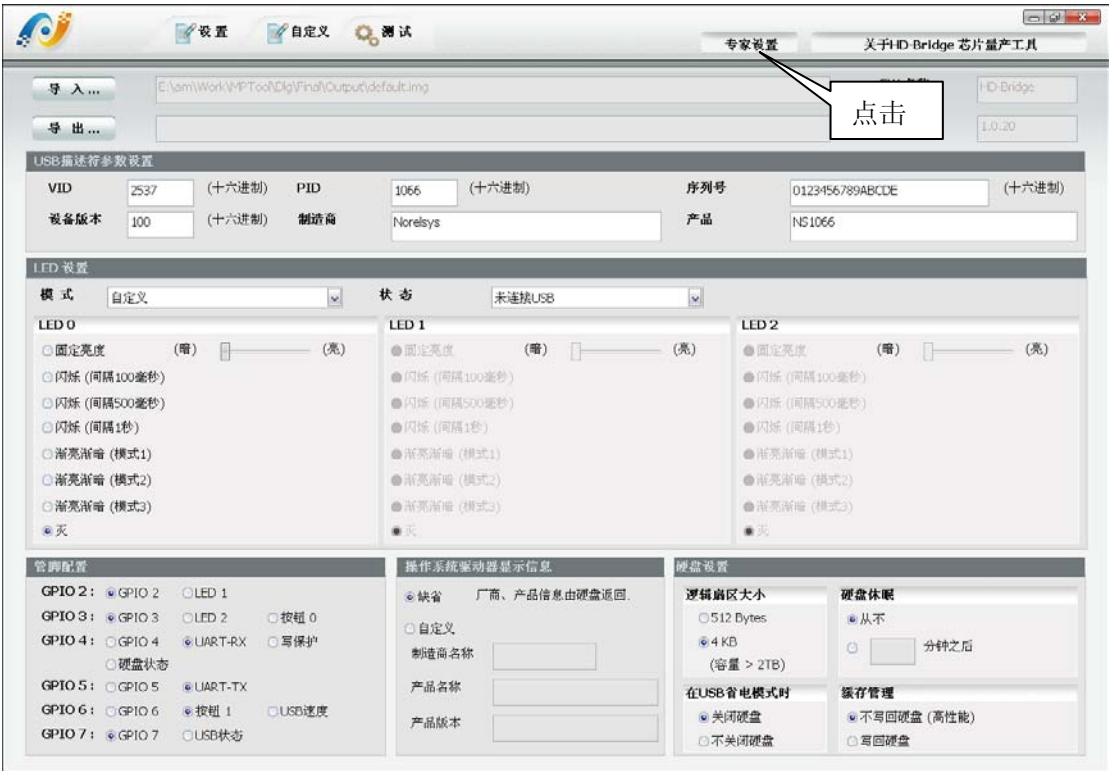 设置 自定义 测试
专家设置 关于HD-Bridge 芯片量产工具
点击
导 入... E:\am\Work\MPTool\Dlg\Final\Output\default.img HD-Bridge
导 出... 1.0.20
USB描述符参数设置
VID 2537 (十六进制) PID 1066 (十六进制) 序列号 0123456789ABCDE (十六进制)
设备版本 100 (十六进制) 制造商 Norelsys 产品 NS1066
LED 设置
模 式 自定义 状 态 未连接USB
LED 0 LED 1 LED 2
固定亮度 (暗) (亮) 固定亮度 (暗) (亮) 固定亮度 (暗) (亮)
闪烁 (间隔100毫秒) 闪烁 (间隔100毫秒) 闪烁 (间隔100毫秒)
闪烁 (间隔500毫秒) 闪烁 (间隔500毫秒) 闪烁 (间隔500毫秒)
闪烁 (间隔1秒) 闪烁 (间隔1秒) 闪烁 (间隔1秒)
渐亮渐暗 (模式1) 渐亮渐暗 (模式1) 渐亮渐暗 (模式1)
渐亮渐暗 (模式2) 渐亮渐暗 (模式2) 渐亮渐暗 (模式2)
渐亮渐暗 (模式3) 渐亮渐暗 (模式3) 渐亮渐暗 (模式3)
灭 灭 灭
管脚配置
GPIO 2: GPIO 2 LED 1
GPIO 3: GPIO 3 LED 2 按钮 0
GPIO 4: GPIO 4 UART-RX 写保护
硬盘状态
GPIO 5: GPIO 5 UART-TX
GPIO 6: GPIO 6 按钮 1 USB速度
GPIO 7: GPIO 7 USB状态
操作系统驱动器显示信息
缺省 厂商、产品信息由硬盘返回.
自定义
制造商名称
产品名称
产品版本
硬盘设置
逻辑扇区大小
512 Bytes
4 KB
(容量 > 2TB)
硬盘休眠
从不
分钟之后
在USB省电模式时
关闭硬盘
不关闭硬盘
缓存管理
不写回硬盘 (高性能)
写回硬盘